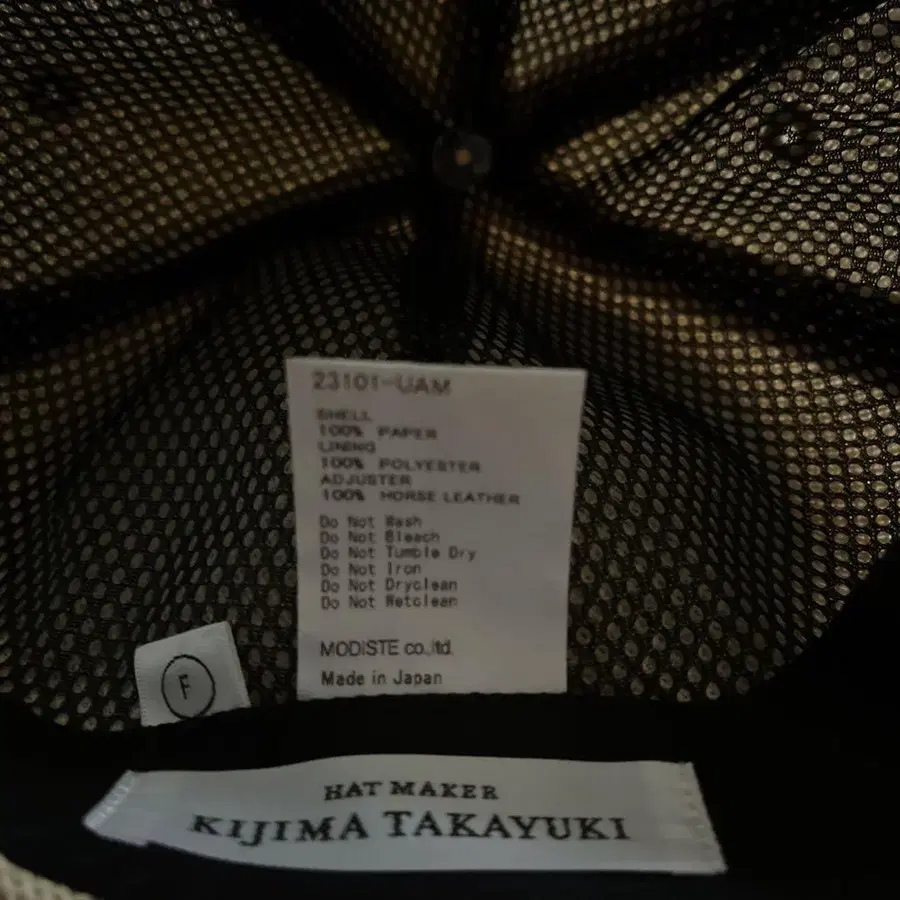 23101-UAM
SHELL
100% PAPER
LINING
100% POLYESTER
ADJUSTER
100% HORSE LEATHER
Do Not Wash
Do Not Bleach
Do Not Tumble Dry
Do Not Iron
Do Not Dryclean
Do Not Wetclean
MODISTE co.,ltd.
Made in Japan
F
HAT MAKER
KIJIMA TAKAYUKI